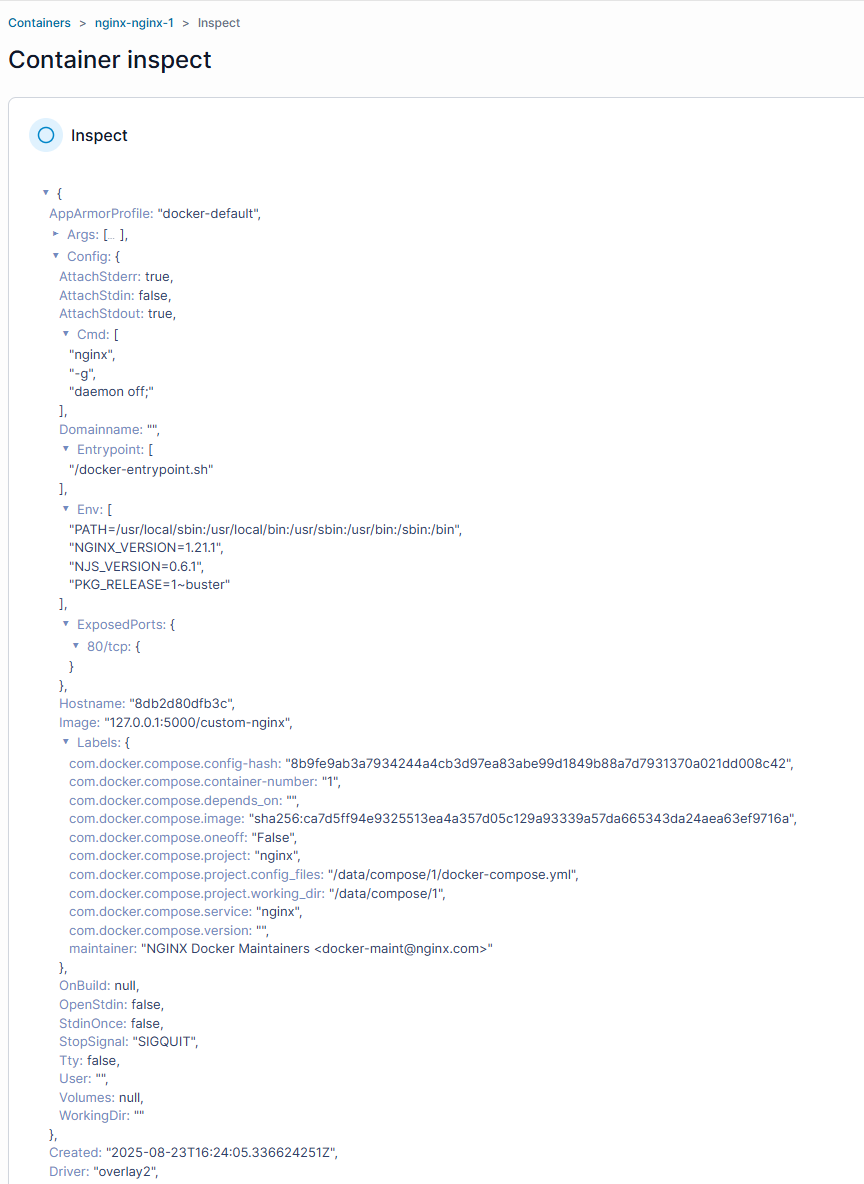 Containers > nginx-nginx-1 > Inspect
Container inspect
Inspect
{
AppArmorProfile: "docker-default",
Args: [... ],
Config: {
AttachStderr: true,
AttachStdin: false,
AttachStdout: true,
Cmd: [
"nginx",
"-g",
"daemon off;"
],
Domainname: "",
Entrypoint: [
"/docker-entrypoint.sh"
],
Env: [
"PATH=/usr/local/sbin:/usr/local/bin:/usr/sbin:/usr/bin:/sbin:/bin",
"NGINX_VERSION=1.21.1",
"NJS_VERSION=0.6.1",
"PKG_RELEASE=1~buster"
],
ExposedPorts: {
80/tcp: {
}
},
Hostname: "8db2d80dfb3c",
Image: "127.0.0.1:5000/custom-nginx",
Labels: {
com.docker.compose.config-hash: "8b9fe9ab3a7934244a4cb3d97ea83abe99d1849b88a7d7931370a021dd008c42",
com.docker.compose.container-number: "1",
com.docker.compose.depends_on: "",
com.docker.compose.image: "sha256:ca7d5ff94e9325513ea4a357d05c129a93339a57da665343da24aea63ef9716a",
com.docker.compose.oneoff: "False",
com.docker.compose.project: "nginx",
com.docker.compose.project.config_files: "/data/compose/1/docker-compose.yml",
com.docker.compose.project.working_dir: "/data/compose/1",
com.docker.compose.service: "nginx",
com.docker.compose.version: "",
maintainer: "NGINX Docker Maintainers <docker-maint@nginx.com>"
},
OnBuild: null,
OpenStdin: false,
StdinOnce: false,
StopSignal: "SIGQUIT",
Tty: false,
User: "",
Volumes: null,
WorkingDir: ""
},
Created: "2025-08-23T16:24:05.336624251Z",
Driver: "overlay2",